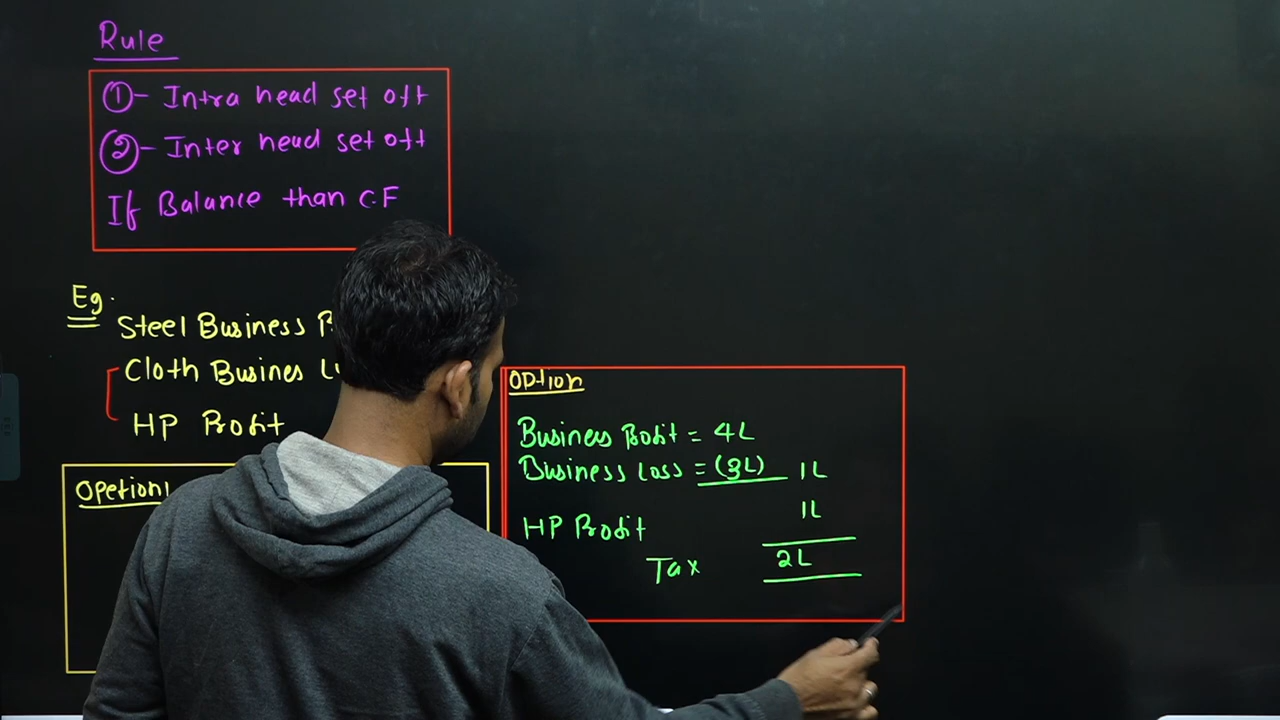 Rule
① - Intra head set off
② - Inter head set off
If Balance than C.F
Eg.
Steel Business
Cloth Busines
HP Profit
Opetion1
Option
Business Profit = 4L
Business Loss = (3L) 1L
HP Profit 1L
Tax 2L